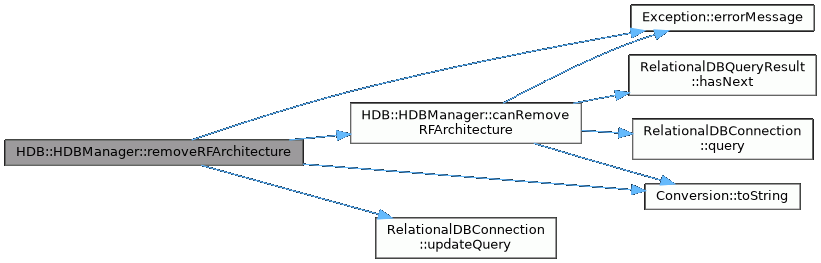 HDB::HDBManager::removeRFArchitecture
HDB::HDBManager::canRemove
RFArchitecture
RelationalDBConnection
::updateQuery
Exception::errorMessage
RelationalDBQueryResult
::hasNext
RelationalDBConnection
::query
Conversion::toString